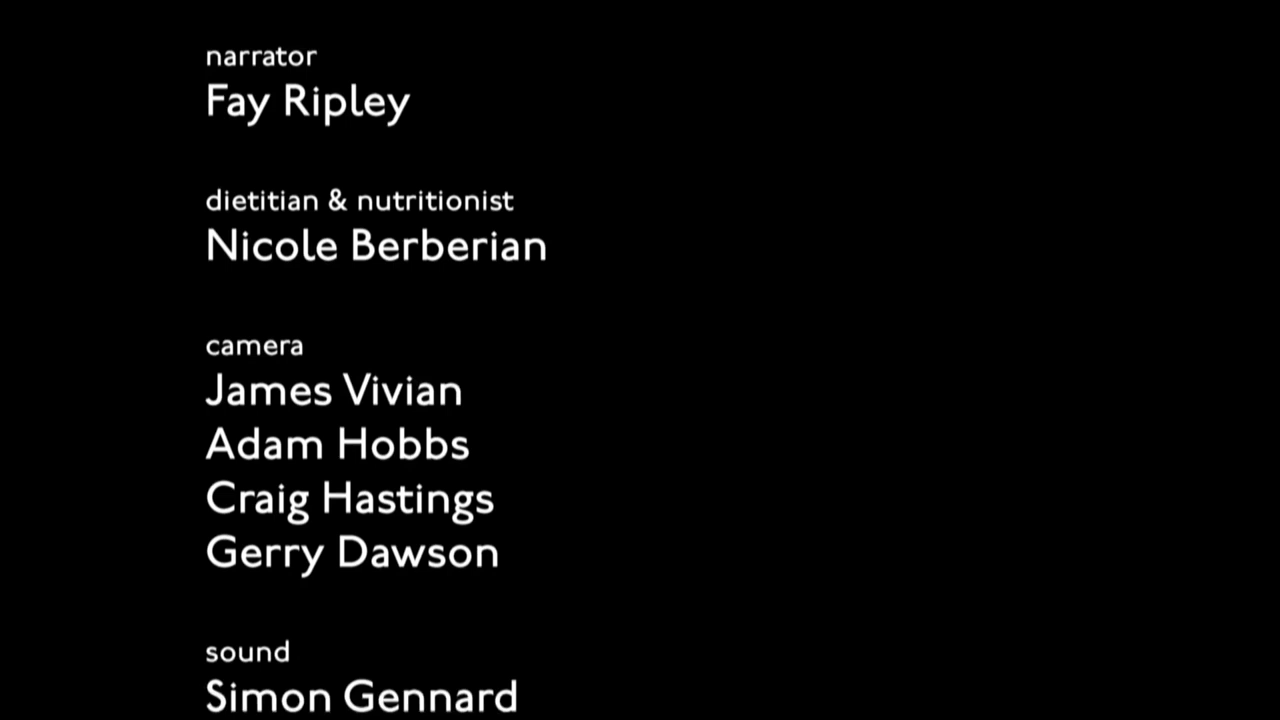 narrator
Fay Ripley
dietitian & nutritionist
Nicole Berberian
camera
James Vivian
Adam Hobbs
Craig Hastings
Gerry Dawson
sound
Simon Gennard